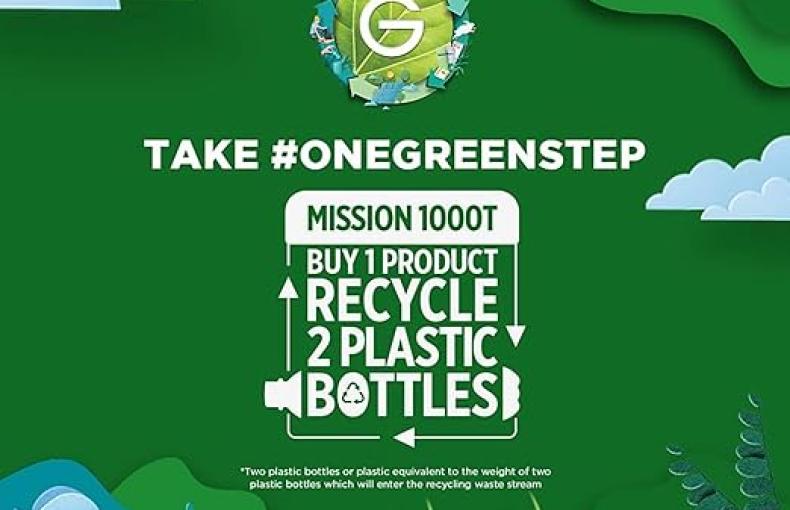 G
TAKE #ONEGREENSTEP
MISSION 1000T
BUY 1 PRODUCT
RECYCLE
2 PLASTIC
BOTTLES
*Two plastic bottles or plastic equivalent to the weight of two
plastic bottles which will enter the recycling waste stream